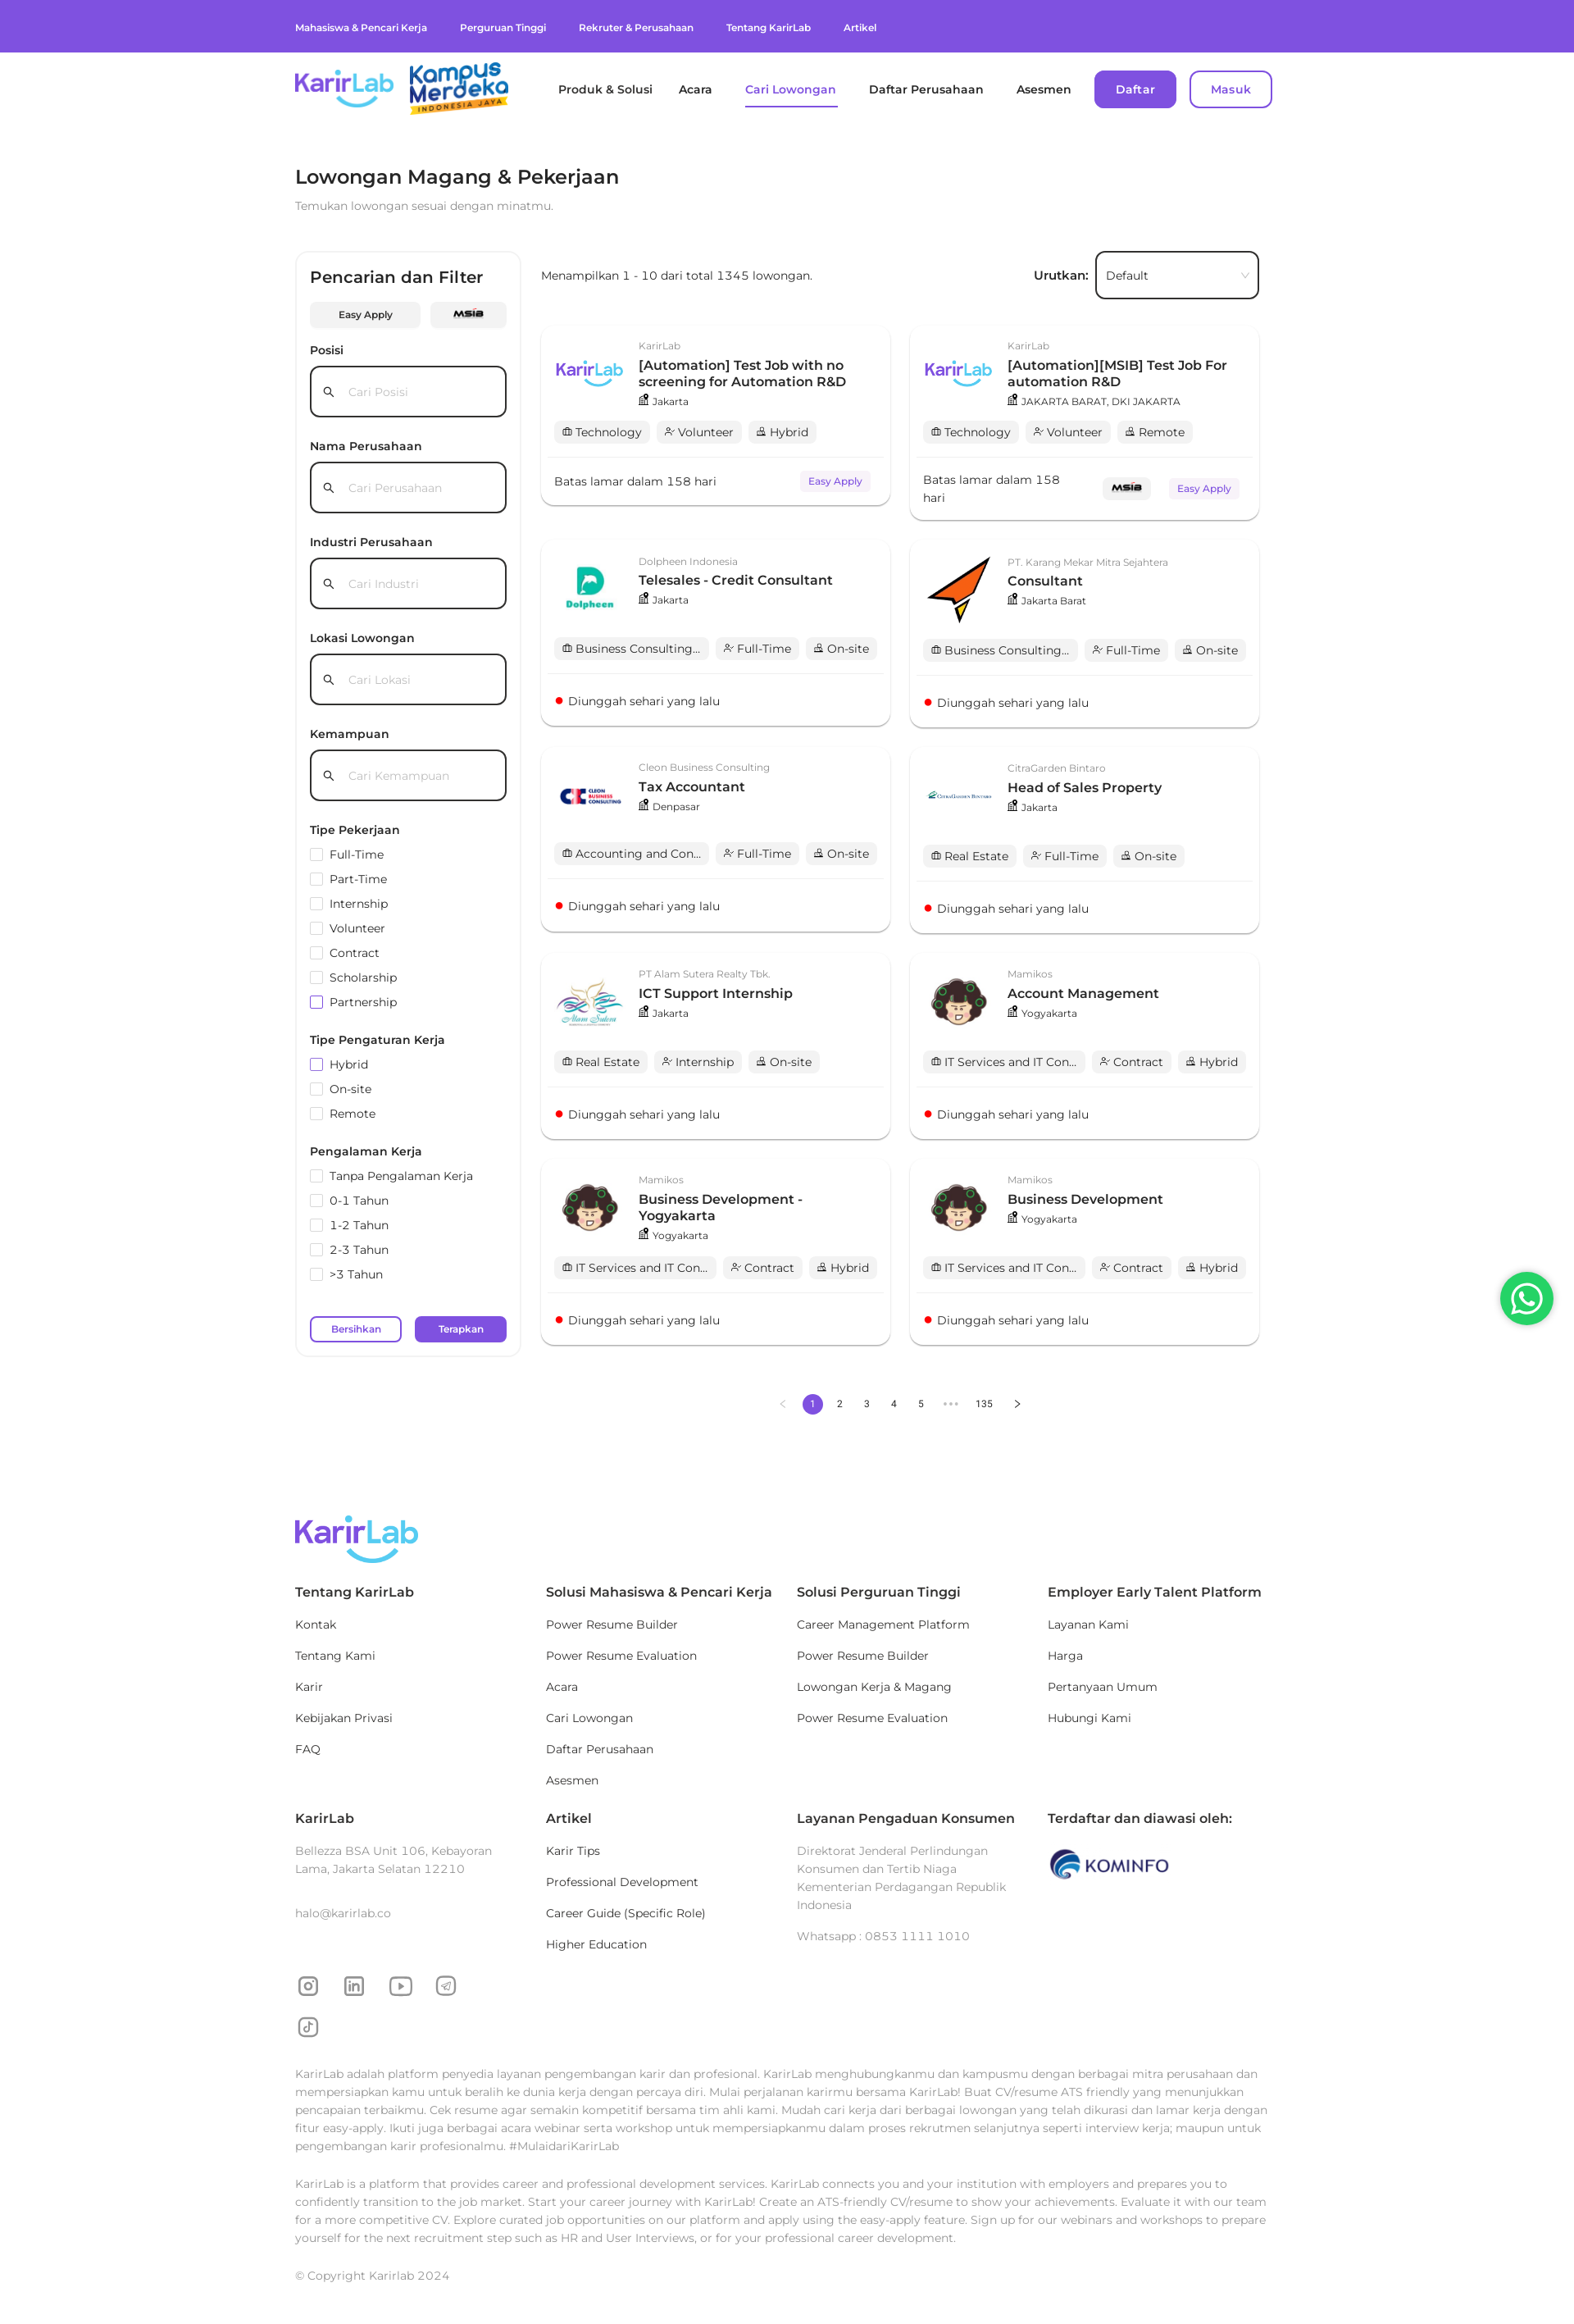 Mahasiswa & Pencari Kerja Perguruan Tinggi Rekruter & Perusahaan Tentang KarirLab Artikel
KarirLab Kampus Merdeka INDONESIA JAYA Produk & Solusi Acara Cari Lowongan Daftar Perusahaan Asesmen Daftar Masuk
Lowongan Magang & Pekerjaan
Temukan lowongan sesuai dengan minatmu.
Pencarian dan Filter
Easy Apply MSIB
Posisi
Cari Posisi
Nama Perusahaan
Cari Perusahaan
Industri Perusahaan
Cari Industri
Lokasi Lowongan
Cari Lokasi
Kemampuan
Cari Kemampuan
Tipe Pekerjaan
Full-Time
Part-Time
Internship
Volunteer
Contract
Scholarship
Partnership
Tipe Pengaturan Kerja
Hybrid
On-site
Remote
Pengalaman Kerja
Tanpa Pengalaman Kerja
0-1 Tahun
1-2 Tahun
2-3 Tahun
>3 Tahun
Bersihkan Terapkan
Menampilkan 1 - 10 dari total 1345 lowongan.
Urutkan: Default
KarirLab
KarirLab
[Automation] Test Job with no
screening for Automation R&D
Jakarta
Technology Volunteer Hybrid
Batas lamar dalam 158 hari Easy Apply
KarirLab
KarirLab
[Automation][MSIB] Test Job For
automation R&D
JAKARTA BARAT, DKI JAKARTA
Technology Volunteer Remote
Batas lamar dalam 158
hari
MSIB Easy Apply
Dolpheen
Dolpheen Indonesia
Telesales - Credit Consultant
Jakarta
Business Consulting... Full-Time On-site
Diunggah sehari yang lalu
PT. Karang Mekar Mitra Sejahtera
Consultant
Jakarta Barat
Business Consulting... Full-Time On-site
Diunggah sehari yang lalu
CLEON
BUSINESS
CONSULTING
Cleon Business Consulting
Tax Accountant
Denpasar
Accounting and Con... Full-Time On-site
Diunggah sehari yang lalu
CitraGarden Bintaro
CitraGarden Bintaro
Head of Sales Property
Jakarta
Real Estate Full-Time On-site
Diunggah sehari yang lalu
Alam Sutera
PT Alam Sutera Realty Tbk.
ICT Support Internship
Jakarta
Real Estate Internship On-site
Diunggah sehari yang lalu
Mamikos
Account Management
Yogyakarta
IT Services and IT Con... Contract Hybrid
Diunggah sehari yang lalu
Mamikos
Business Development -
Yogyakarta
Yogyakarta
IT Services and IT Con... Contract Hybrid
Diunggah sehari yang lalu
Mamikos
Business Development
Yogyakarta
IT Services and IT Con... Contract Hybrid
Diunggah sehari yang lalu
1 2 3 4 5 ••• 135
KarirLab
Tentang KarirLab
Kontak
Tentang Kami
Karir
Kebijakan Privasi
FAQ
Solusi Mahasiswa & Pencari Kerja
Power Resume Builder
Power Resume Evaluation
Acara
Cari Lowongan
Daftar Perusahaan
Asesmen
Solusi Perguruan Tinggi
Career Management Platform
Power Resume Builder
Lowongan Kerja & Magang
Power Resume Evaluation
Employer Early Talent Platform
Layanan Kami
Harga
Pertanyaan Umum
Hubungi Kami
KarirLab
Bellezza BSA Unit 106, Kebayoran
Lama, Jakarta Selatan 12210
halo@karirlab.co
Artikel
Karir Tips
Professional Development
Career Guide (Specific Role)
Higher Education
Layanan Pengaduan Konsumen
Direktorat Jenderal Perlindungan
Konsumen dan Tertib Niaga
Kementerian Perdagangan Republik
Indonesia
Whatsapp : 0853 1111 1010
Terdaftar dan diawasi oleh:
KOMINFO
KarirLab adalah platform penyedia layanan pengembangan karir dan profesional. KarirLab menghubungkanmu dan kampusmu dengan berbagai mitra perusahaan dan
mempersiapkan kamu untuk beralih ke dunia kerja dengan percaya diri. Mulai perjalanan karirmu bersama KarirLab! Buat CV/resume ATS friendly yang menunjukkan
pencapaian terbaikmu. Cek resume agar semakin kompetitif bersama tim ahli kami. Mudah cari kerja dari berbagai lowongan yang telah dikurasi dan lamar kerja dengan
fitur easy-apply. Ikuti juga berbagai acara webinar serta workshop untuk mempersiapkanmu dalam proses rekrutmen selanjutnya seperti interview kerja; maupun untuk
pengembangan karir profesionalmu. #MulaidariKarirLab
KarirLab is a platform that provides career and professional development services. KarirLab connects you and your institution with employers and prepares you to
confidently transition to the job market. Start your career journey with KarirLab! Create an ATS-friendly CV/resume to show your achievements. Evaluate it with our team
for a more competitive CV. Explore curated job opportunities on our platform and apply using the easy-apply feature. Sign up for our webinars and workshops to prepare
yourself for the next recruitment step such as HR and User Interviews, or for your professional career development.
© Copyright Karirlab 2024